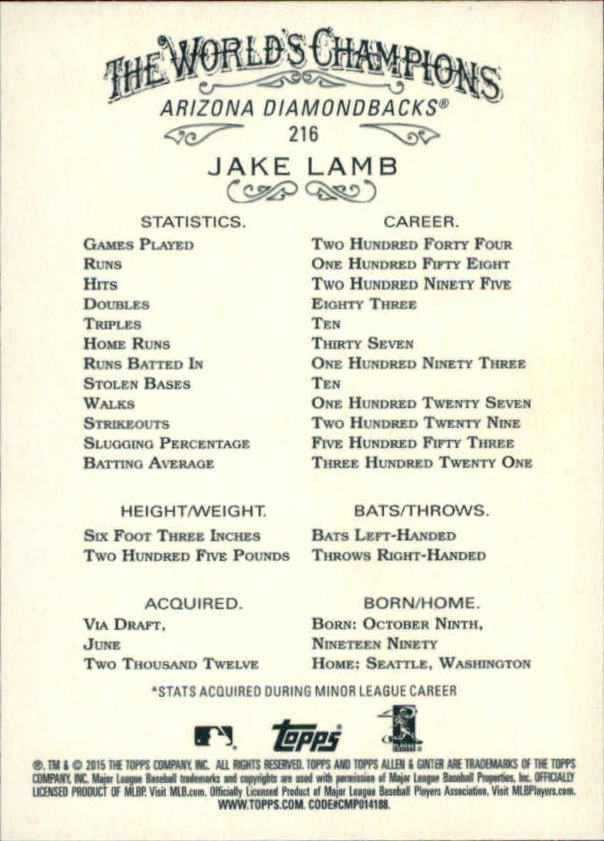 THE WORLD'S CHAMPIONS
ARIZONA DIAMONDBACKS®
216
JAKE LAMB
STATISTICS. CAREER.
GAMES PLAYED TWO HUNDRED FORTY FOUR
RUNS ONE HUNDRED FIFTY EIGHT
HITS TWO HUNDRED NINETY FIVE
DOUBLES EIGHTY THREE
TRIPLES TEN
HOME RUNS THIRTY SEVEN
RUNS BATTED IN ONE HUNDRED NINETY THREE
STOLEN BASES TEN
WALKS ONE HUNDRED TWENTY SEVEN
STRIKEOUTS TWO HUNDRED TWENTY NINE
SLUGGING PERCENTAGE FIVE HUNDRED FIFTY THREE
BATTING AVERAGE THREE HUNDRED TWENTY ONE
HEIGHT/WEIGHT. BATS/THROWS.
SIX FOOT THREE INCHES BATS LEFT-HANDED
TWO HUNDRED FIVE POUNDS THROWS RIGHT-HANDED
ACQUIRED. BORN/HOME.
VIA DRAFT, BORN: OCTOBER NINTH,
JUNE NINETEEN NINETY
TWO THOUSAND TWELVE HOME: SEATTLE, WASHINGTON
*STATS ACQUIRED DURING MINOR LEAGUE CAREER
topps
®, TM & © 2015 THE TOPPS COMPANY, INC. ALL RIGHTS RESERVED. TOPPS AND TOPPS ALLEN & GINTER ARE TRADEMARKS OF THE TOPPS
COMPANY, INC. Major League Baseball trademarks and copyrights are used with permission of Major League Baseball Properties, Inc. OFFICIALLY
LICENSED PRODUCT OF MLBP. Visit MLB.com. Officially Licensed Product of Major League Baseball Players Association. Visit MLBPlayers.com.
WWW.TOPPS.COM. CODE#CMP014188.